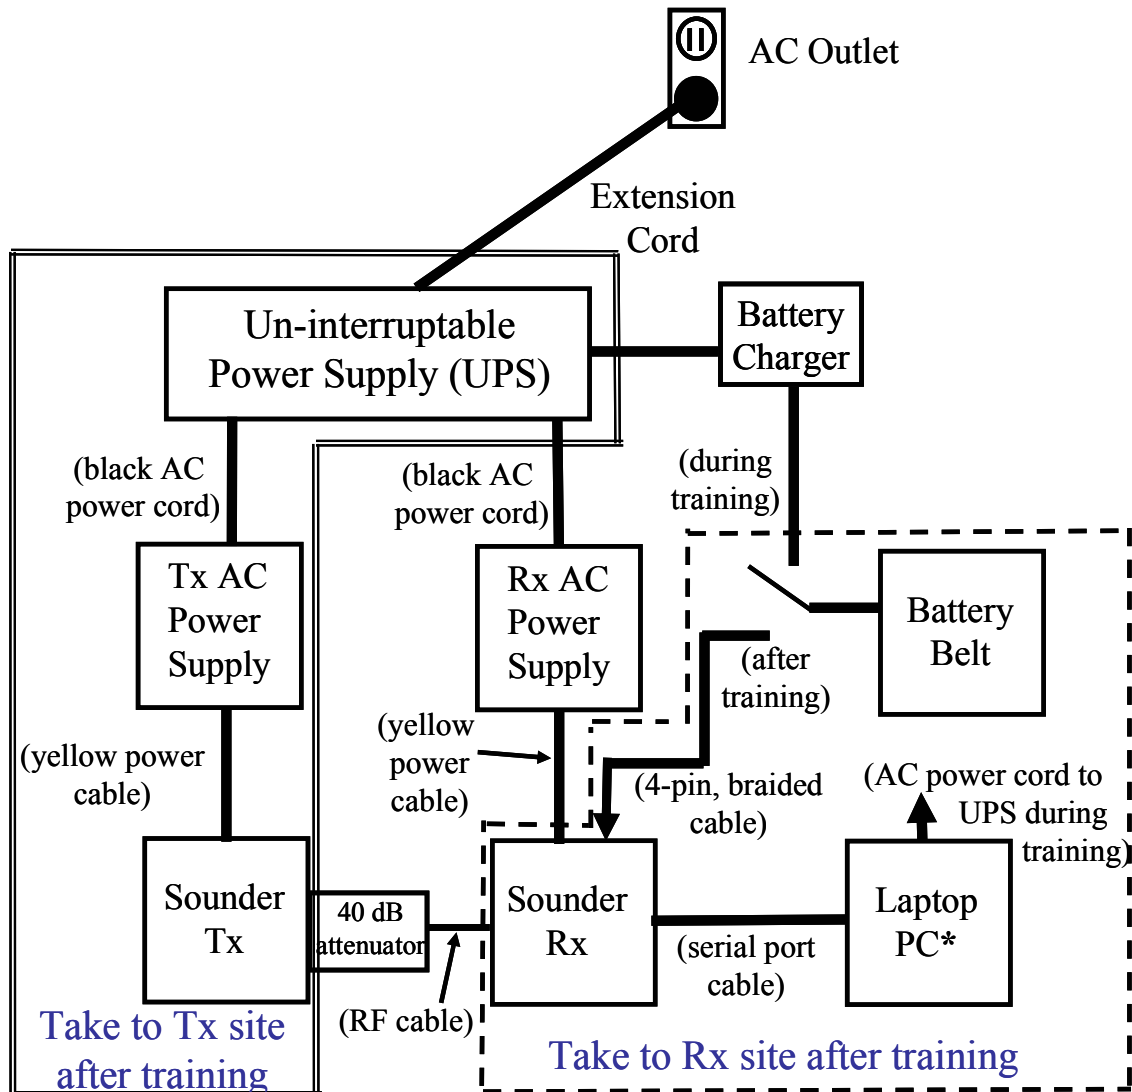 AC Outlet
Extension
Cord
Un-interruptable
Power Supply (UPS)
Battery
Charger
(black AC
power cord)
(black AC
power cord)
(during
training)
Tx AC
Power
Supply
Rx AC
Power
Supply
Battery
Belt
(after
training)
(yellow power
cable)
(yellow
power
cable)
(4-pin, braided
cable)
(AC power cord to
UPS during
training)
Sounder
Tx
40 dB
attenuator
Sounder
Rx
(serial port
cable)
Laptop
PC*
(RF cable)
Take to Tx site
after training
Take to Rx site after training